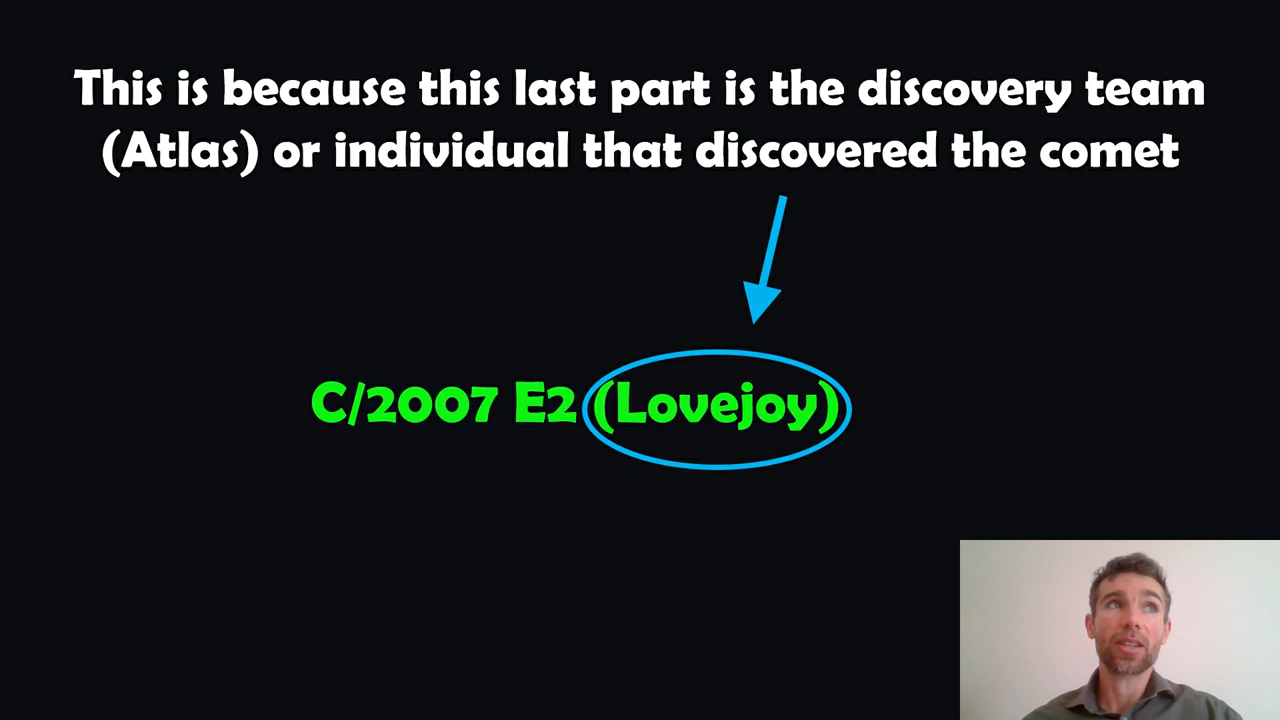 This is because this last part is the discovery team
(Atlas) or individual that discovered the comet
C/2007 E2 (Lovejoy)